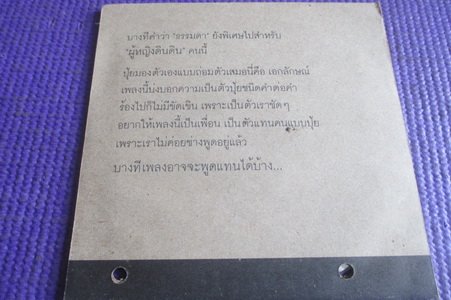 บางทีคำว่า "ธรรมดา" ยังพิเศษไปสำหรับ
"ผู้หญิงดินดิน" คนนี้
ปุ้ยมองตัวเองแบบถอมตัวเสมอนี่คือ เอกลักษณ์
เพลงนี้บ่งบอกความเป็นตัวปุ้ยชนิดคำต่อคำ
ร้องไปก็ไม่มีขัดเขิน เพราะเป็นตัวเราชัด ๆ
อยากให้เพลงนี้เป็นเพื่อน เป็นตัวแทนคนแบบปุ้ย
เพราะเราไม่ค่อยช่างพูดอยู่แล้ว
บางทีเพลงอาจจะพูดแทนได้บ้าง...